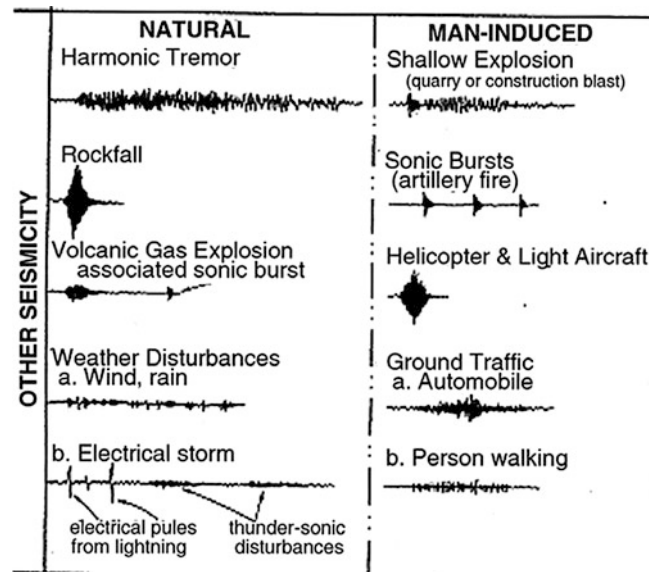 NATURAL
Harmonic Tremor
Rockfall
Volcanic Gas Explosion
associated sonic burst
Weather Disturbances
a. Wind, rain
b. Electrical storm
electrical pules
from lightning
thunder-sonic
disturbances
MAN-INDUCED
Shallow Explosion
(quarry or construction blast)
Sonic Bursts
(artillery fire)
Helicopter & Light Aircraft
Ground Traffic
a. Automobile
b. Person walking
OTHER SEISMICITY